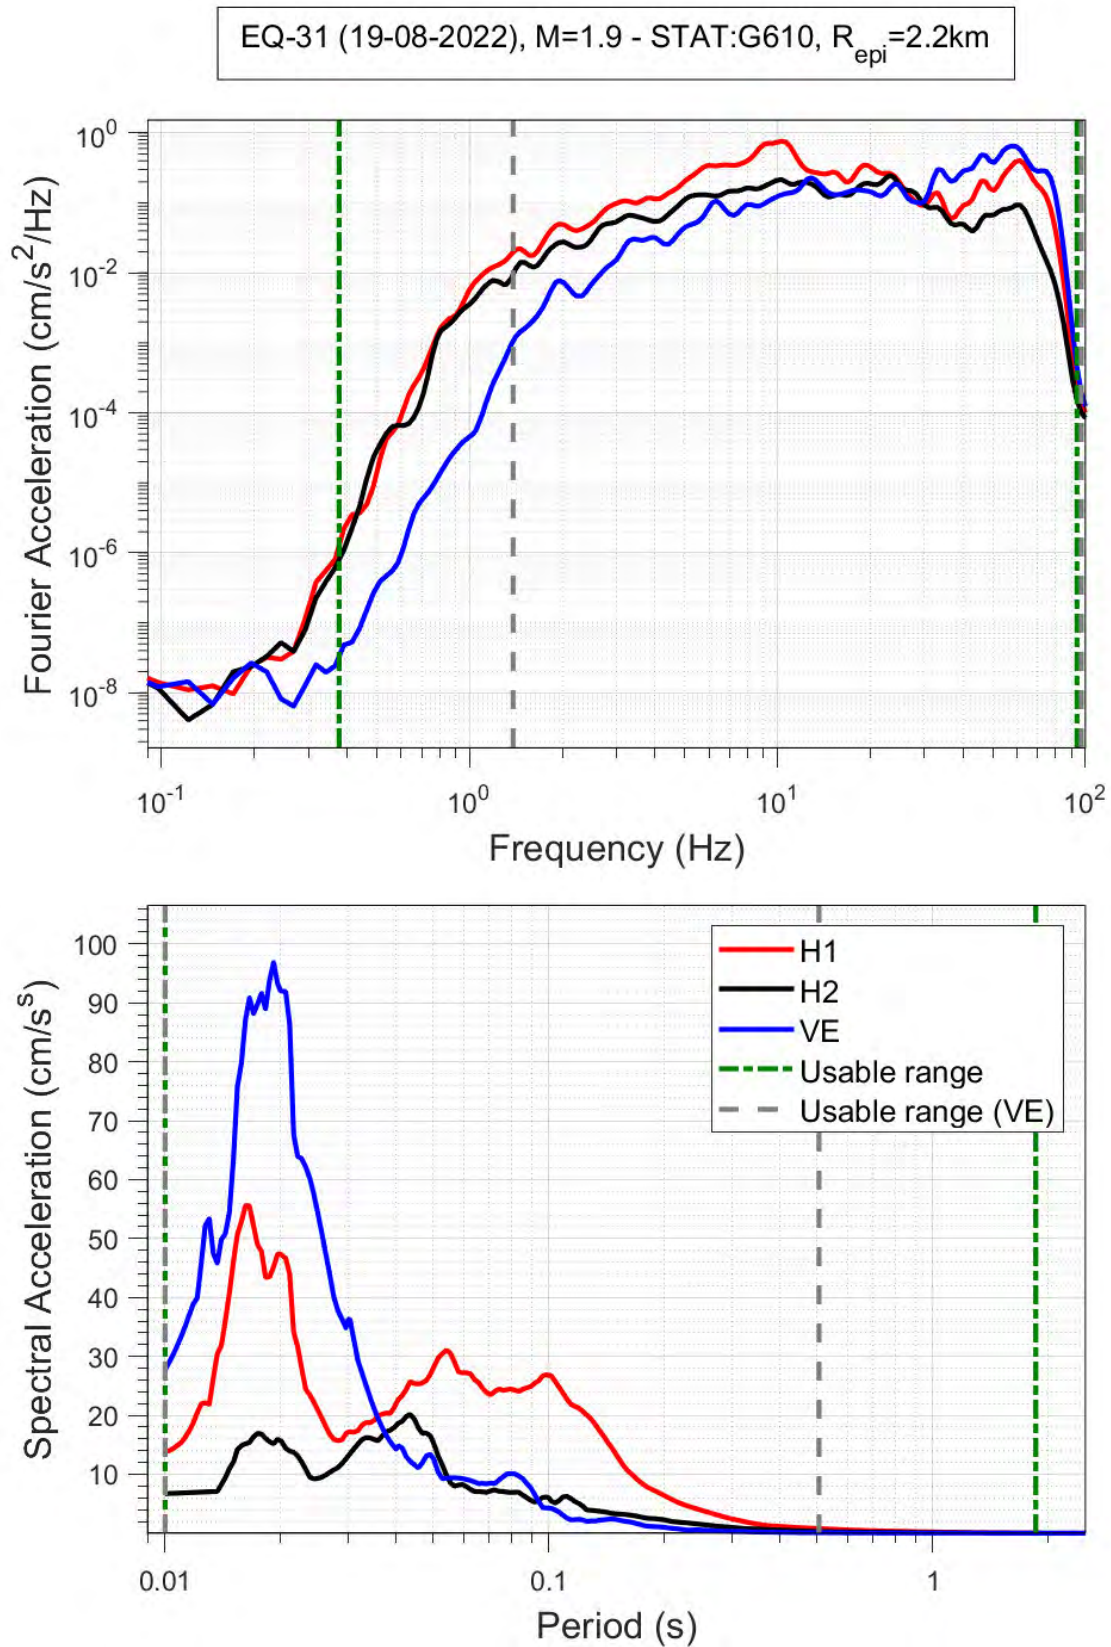 EQ-31 (19-08-2022), M=1.9 - STAT:G610, R_epi=2.2km
10^0
10^-2
10^-4
10^-6
10^-8
Fourier Acceleration (cm/s^2/Hz)
10^-1 10^0 10^1 10^2
Frequency (Hz)
100
90
80
70
60
50
40
30
20
10
Spectral Acceleration (cm/s^s)
H1
H2
VE
Usable range
Usable range (VE)
0.01 0.1 1
Period (s)